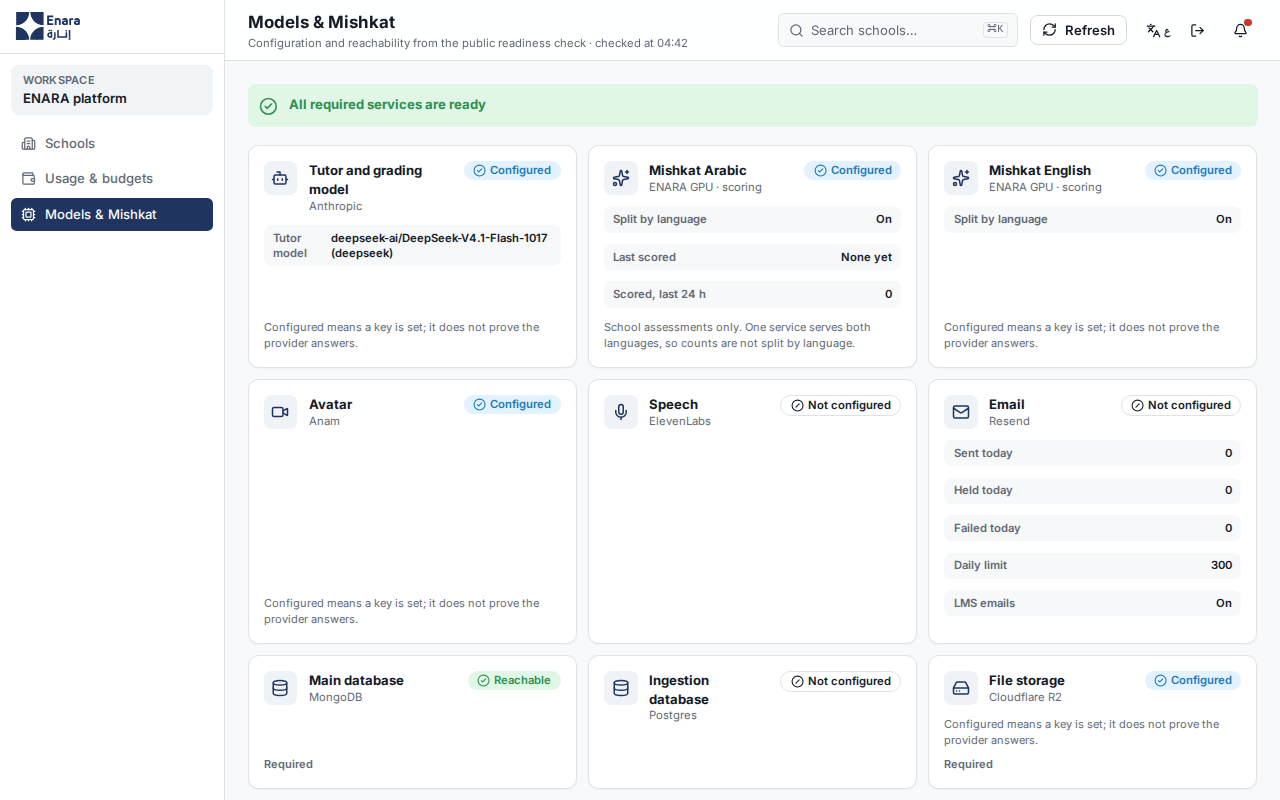 Enara
إنارة
WORKSPACE
ENARA platform
Schools
Usage & budgets
Models & Mishkat
Models & Mishkat
Configuration and reachability from the public readiness check · checked at 04:42
Search schools...
⌘K
Refresh
ع
All required services are ready
Tutor and grading
model
Anthropic
Configured
Tutor
model
deepseek-ai/DeepSeek-V4.1-Flash-1017
(deepseek)
Configured means a key is set; it does not prove the
provider answers.
Mishkat Arabic
ENARA GPU · scoring
Configured
Split by language On
Last scored None yet
Scored, last 24 h 0
School assessments only. One service serves both
languages, so counts are not split by language.
Mishkat English
ENARA GPU · scoring
Configured
Split by language On
Configured means a key is set; it does not prove the
provider answers.
Avatar
Anam
Configured
Configured means a key is set; it does not prove the
provider answers.
Speech
ElevenLabs
Not configured
Email
Resend
Not configured
Sent today 0
Held today 0
Failed today 0
Daily limit 300
LMS emails On
Main database
MongoDB
Reachable
Required
Ingestion
database
Postgres
Not configured
File storage
Cloudflare R2
Configured
Configured means a key is set; it does not prove the
provider answers.
Required